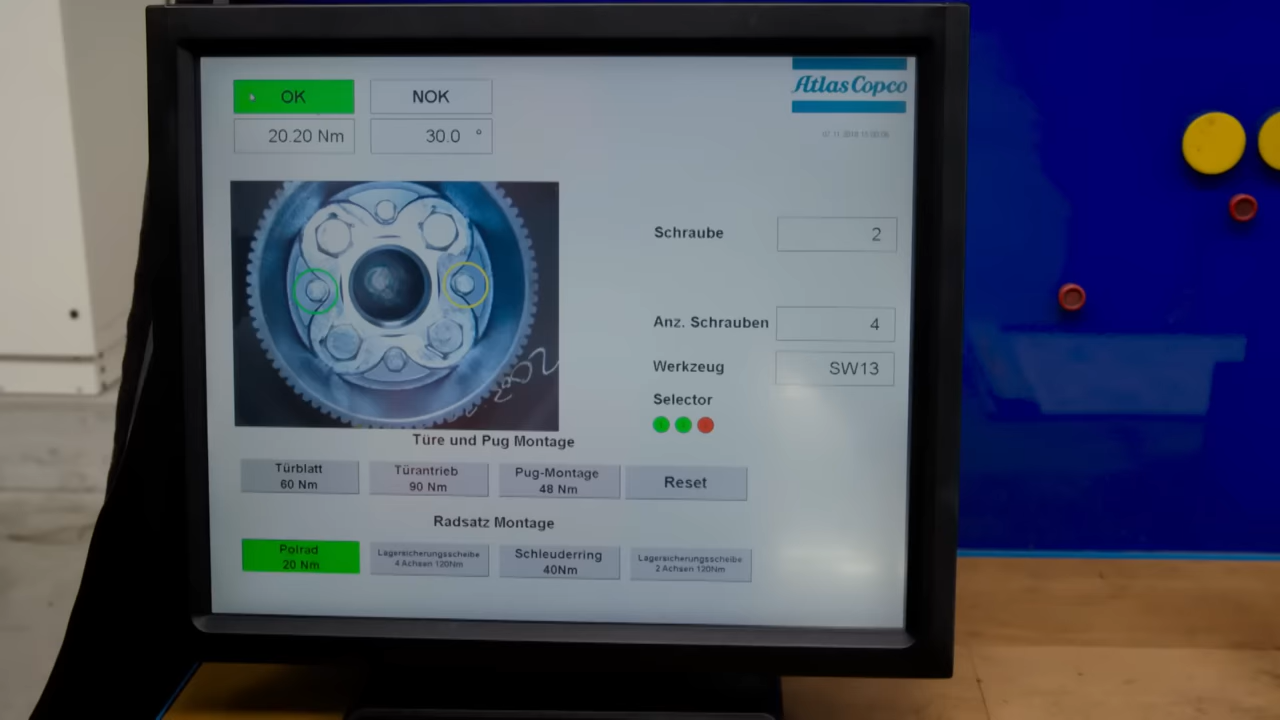 OK
NOK
AtlasCopco
20.20 Nm
30.0 °
Schraube
2
Anz. Schrauben
4
Werkzeug
SW13
Selector
Türe und Pug Montage
Türblatt
60 Nm
Türantrieb
90 Nm
Pug-Montage
48 Nm
Reset
Radsatz Montage
Polrad
20 Nm
Lagersicherungsscheibe
4 Achsen 120Nm
Schleuderring
40Nm
Lagersicherungsscheibe
2 Achsen 120Nm